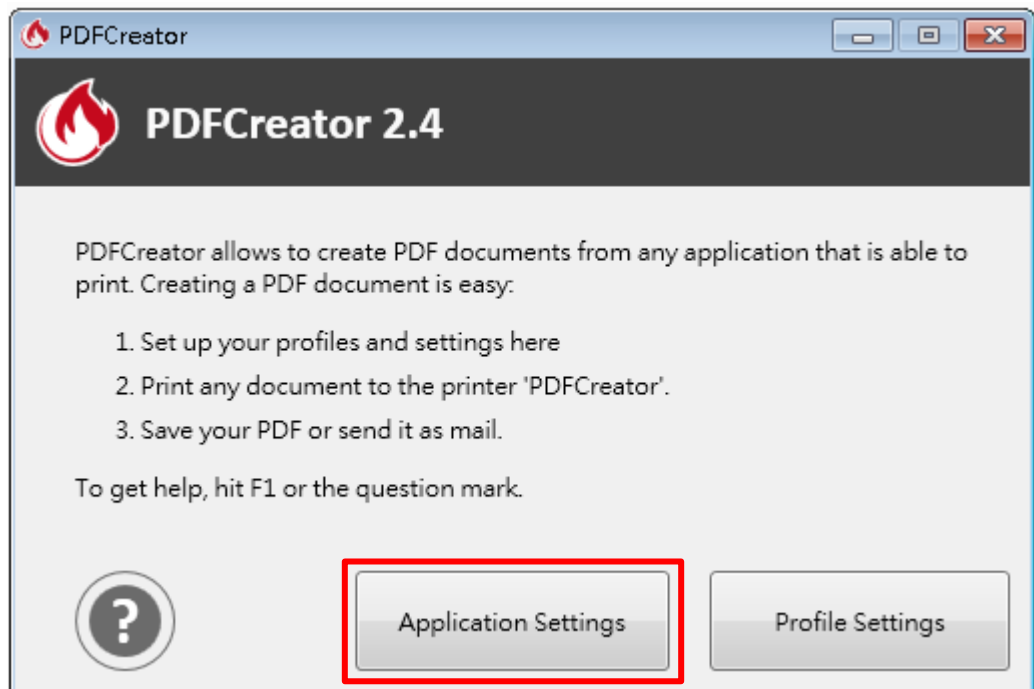 PDFCreator
PDFCreator 2.4
PDFCreator allows to create PDF documents from any application that is able to
print. Creating a PDF document is easy:
1. Set up your profiles and settings here
2. Print any document to the printer 'PDFCreator'.
3. Save your PDF or send it as mail.
To get help, hit F1 or the question mark.
?
Application Settings
Profile Settings